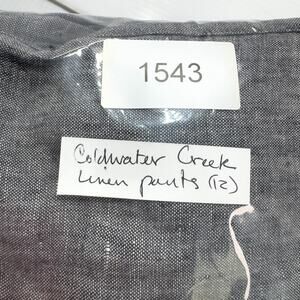 1543
Coldwater Creek
Linen pants (12)